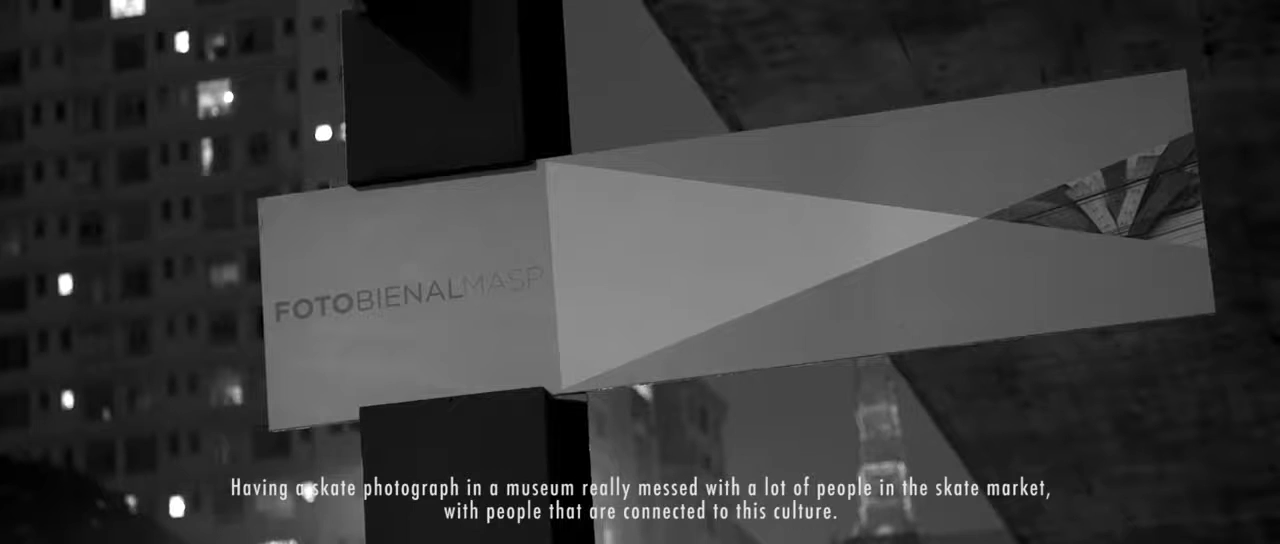 FOTOBIENALMASP
Having a skate photograph in a museum really messed with a lot of people in the skate market,
with people that are connected to this culture.